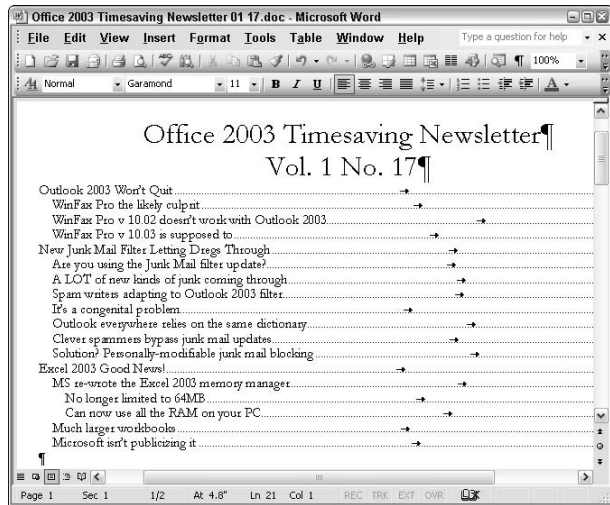 Office 2003 Timesaving Newsletter 01 17.doc - Microsoft Word
File Edit View Insert Format Tools Table Window Help Type a question for help
100%
Normal Garamond 11 B I U A
Office 2003 Timesaving Newsletter¶
Vol. 1 No. 17¶
Outlook 2003 Won't Quit
WinFax Pro the likely culprit
WinFax Pro v 10.02 doesn't work with Outlook 2003
WinFax Pro v 10.03 is supposed to
New Junk Mail Filter Letting Dregs Through
Are you using the Junk Mail filter update?
A LOT of new kinds of junk coming through
Spam writers adapting to Outlook 2003 filter
It's a congenital problem
Outlook everywhere relies on the same dictionary
Clever spammers bypass junk mail updates
Solution? Personally-modifiable junk mail blocking
Excel 2003 Good News!
MS re-wrote the Excel 2003 memory manager
No longer limited to 64MB
Can now use all the RAM on your PC
Much larger workbooks
Microsoft isn't publicizing it
¶
Page 1 Sec 1 1/2 At 4.8" Ln 21 Col 1 REC TRK EXT OVR